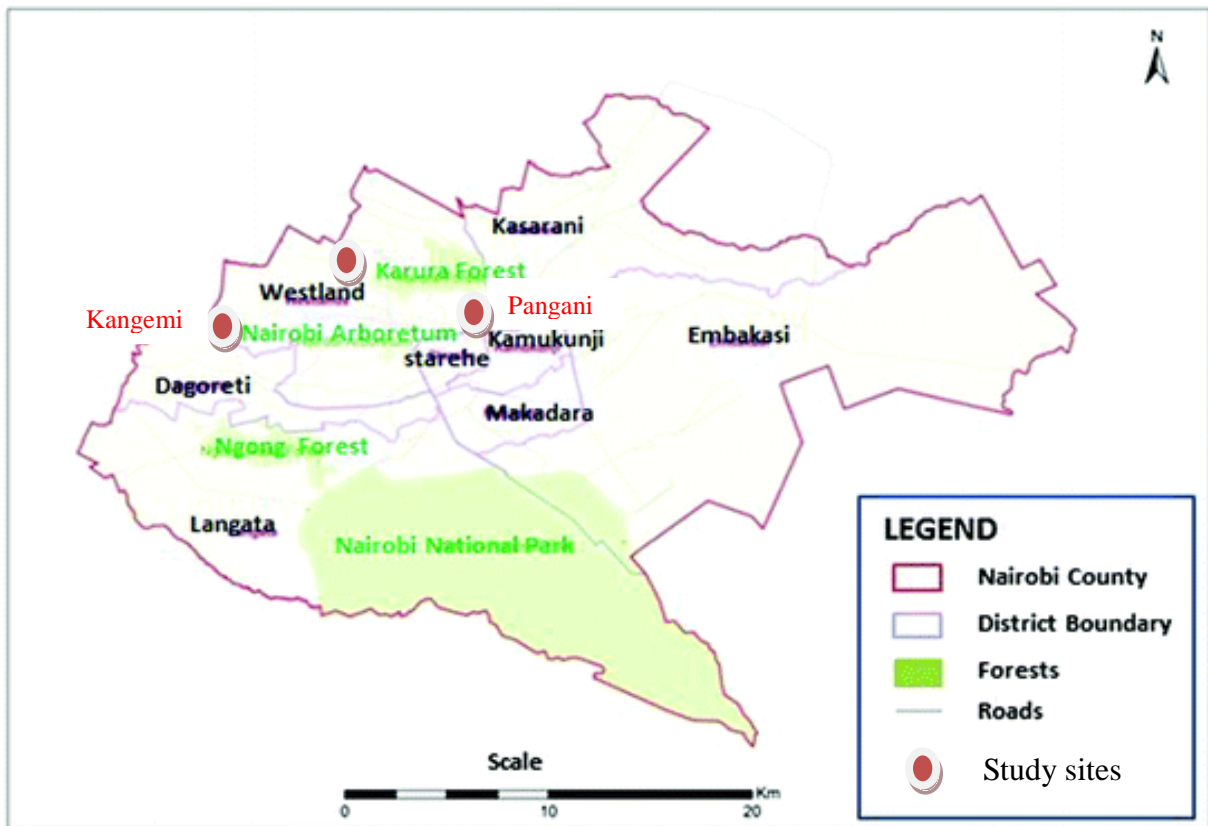 N
Kasarani
Karura Forest
Westland
Kangemi
Pangani
Nairobi Arboretum
Kamukunji
Embakasi
starehe
Dagoreti
Makadara
Ngong Forest
Langata
Nairobi National Park
LEGEND
Nairobi County
District Boundary
Forests
Roads
Study sites
Scale
Km
0
10
20